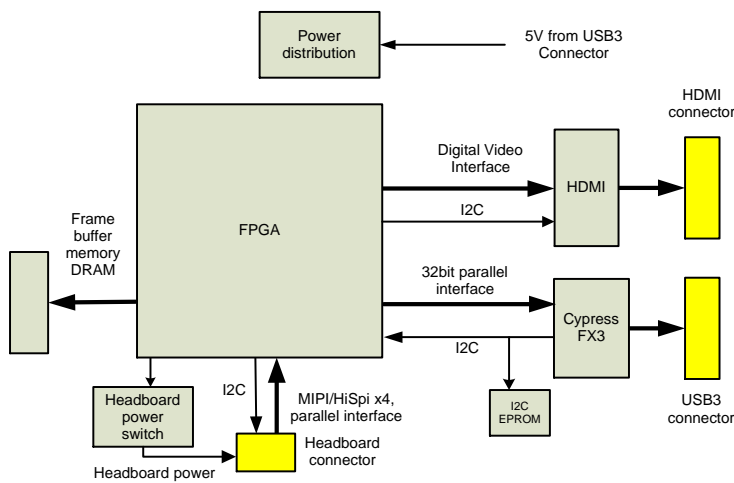 Power
distribution
5V from USB3
Connector
HDMI
connector
Digital Video
Interface
HDMI
I2C
FPGA
Frame
buffer
memory
DRAM
32bit parallel
interface
Cypress
FX3
I2C
I2C
EPROM
USB3
connector
Headboard
power
switch
I2C
MIPI/HiSpi x4,
parallel interface
Headboard
connector
Headboard power